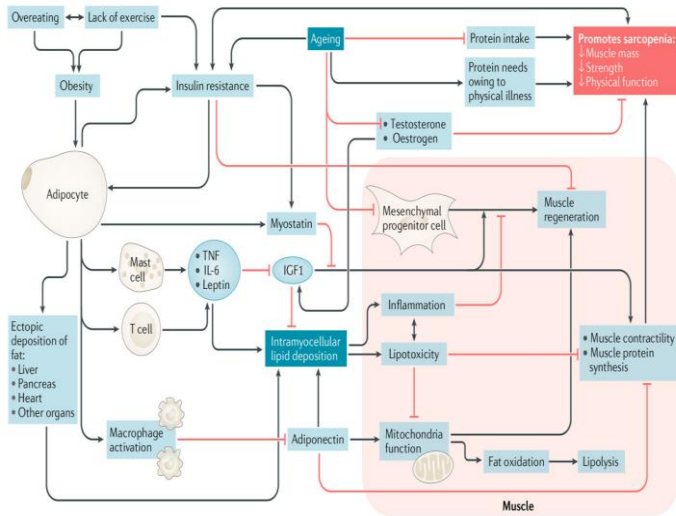 Overeating
Lack of exercise
Ageing
Protein intake
Promotes sarcopenia:
↓ Muscle mass
↓ Strength
↓ Physical function
Obesity
Insulin resistance
Protein needs
owing to
physical illness
• Testosterone
• Oestrogen
Adipocyte
Mesenchymal
progenitor cell
Muscle
regeneration
Myostatin
Mast
cell
• TNF
• IL-6
• Leptin
IGF1
T cell
Inflammation
Ectopic
deposition of
fat:
• Liver
• Pancreas
• Heart
• Other organs
Intramyocellular
lipid deposition
Lipotoxicity
• Muscle contractility
• Muscle protein
synthesis
Macrophage
activation
Adiponectin
Mitochondria
function
Fat oxidation
Lipolysis
Muscle